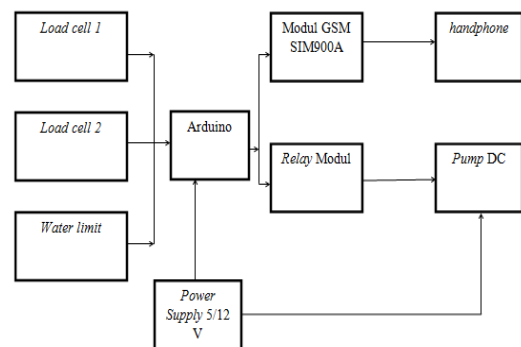 Load cell 1
Modul GSM
SIM900A
handphone
Load cell 2
Arduino
Relay Modul
Pump DC
Water limit
Power
Supply 5/12
V